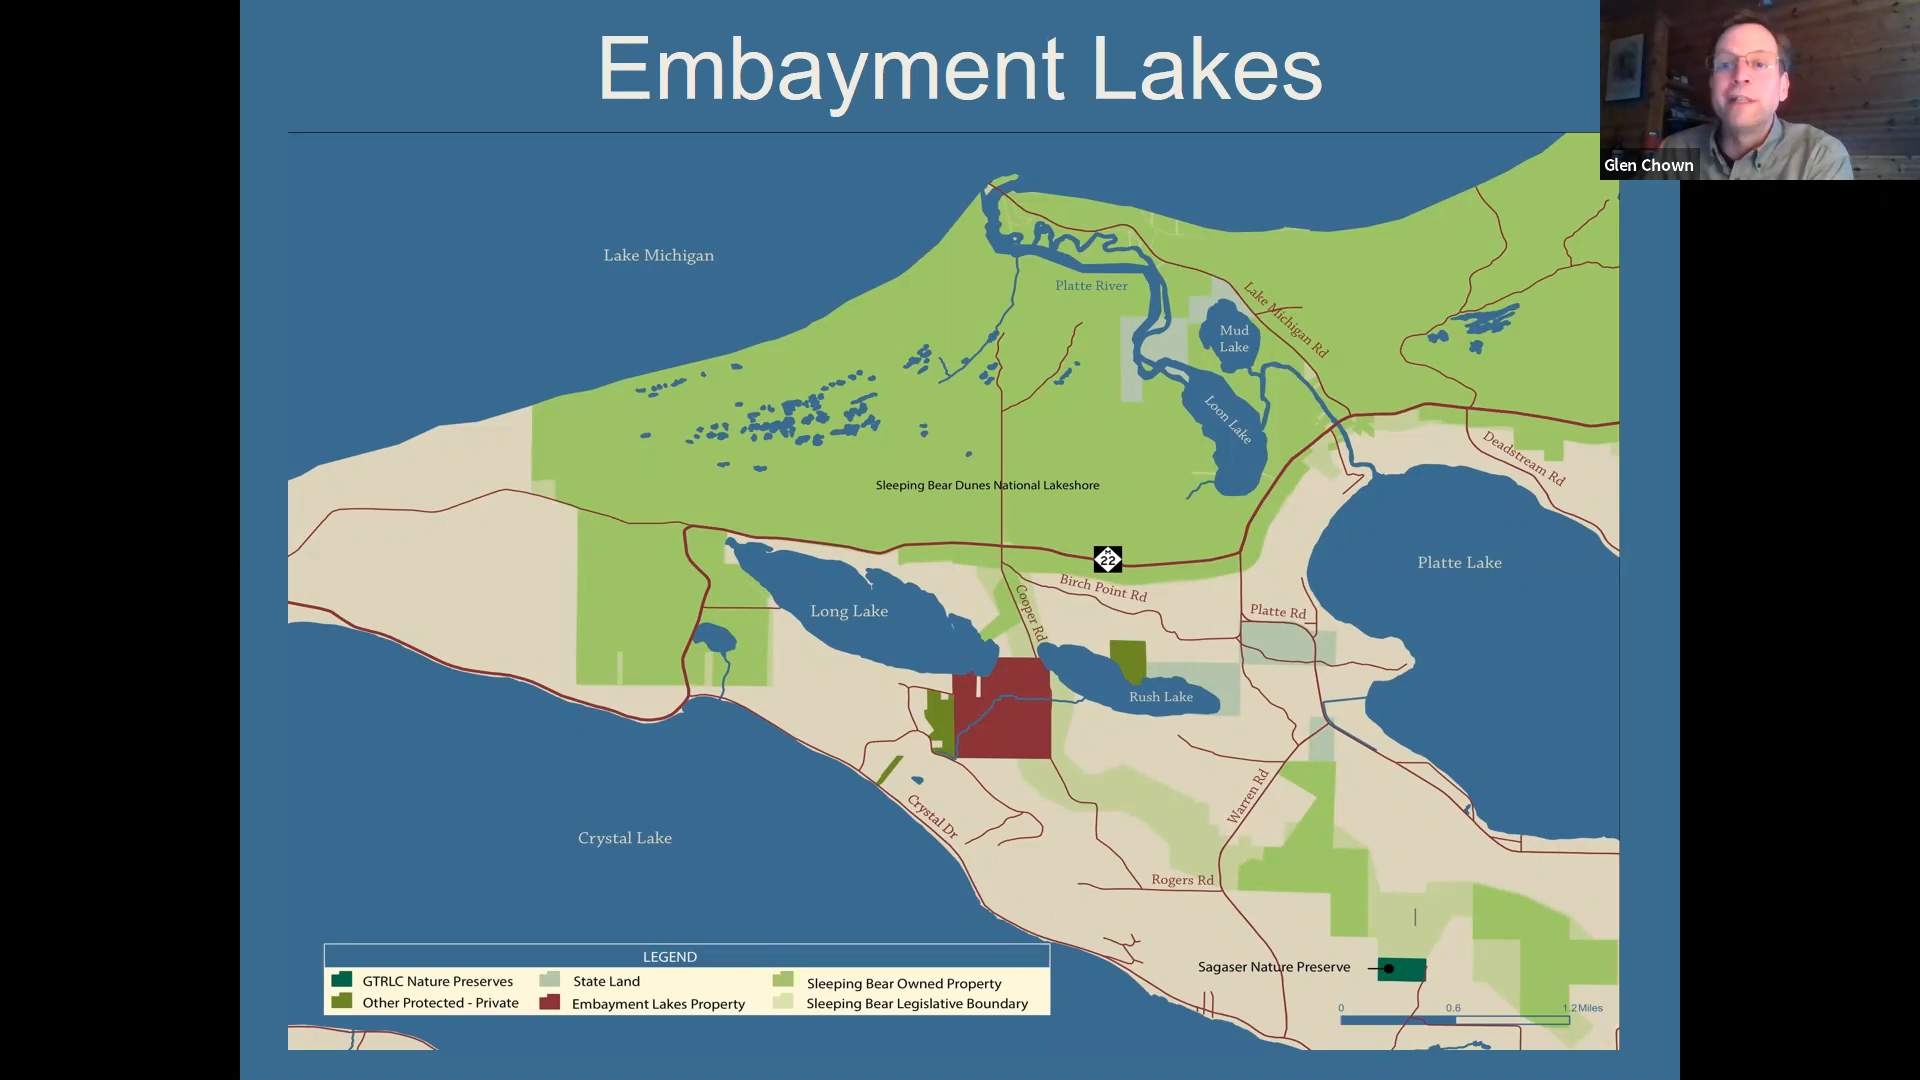 Embayment Lakes
Glen Chown
Lake Michigan
Platte River
Lake Michigan Rd
Mud
Lake
Loon Lake
Deadstream Rd
Sleeping Bear Dunes National Lakeshore
M
22
Platte Lake
Birch Point Rd
Long Lake
Cooper Rd
Platte Rd
Rush Lake
Warren Rd
Crystal Dr
Crystal Lake
Rogers Rd
Sagaser Nature Preserve
LEGEND
GTRLC Nature Preserves
State Land
Sleeping Bear Owned Property
Other Protected - Private
Embayment Lakes Property
Sleeping Bear Legislative Boundary
0 0.6 1.2 Miles